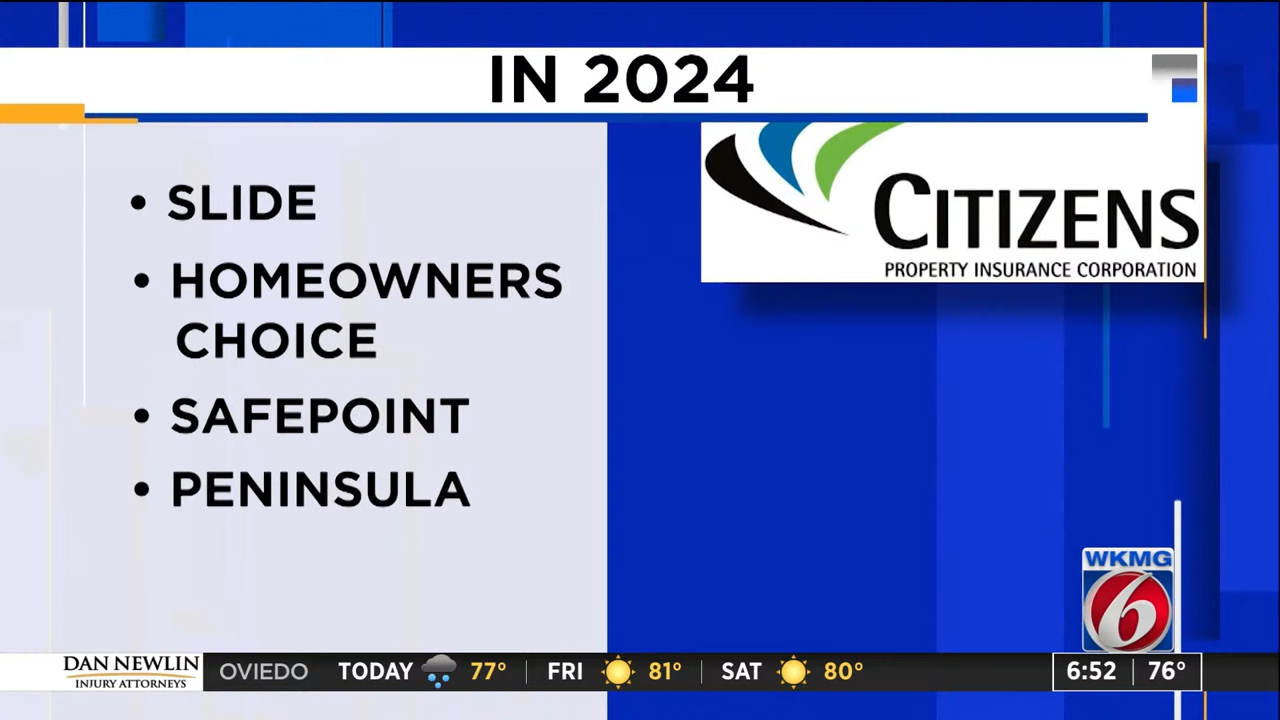 IN 2024
• SLIDE
• HOMEOWNERS
CHOICE
• SAFEPOINT
• PENINSULA
CITIZENS
PROPERTY INSURANCE CORPORATION
WKMG
6
DAN NEWLIN
INJURY ATTORNEYS
OVIEDO TODAY 77° FRI 81° SAT 80°
6:52 76°